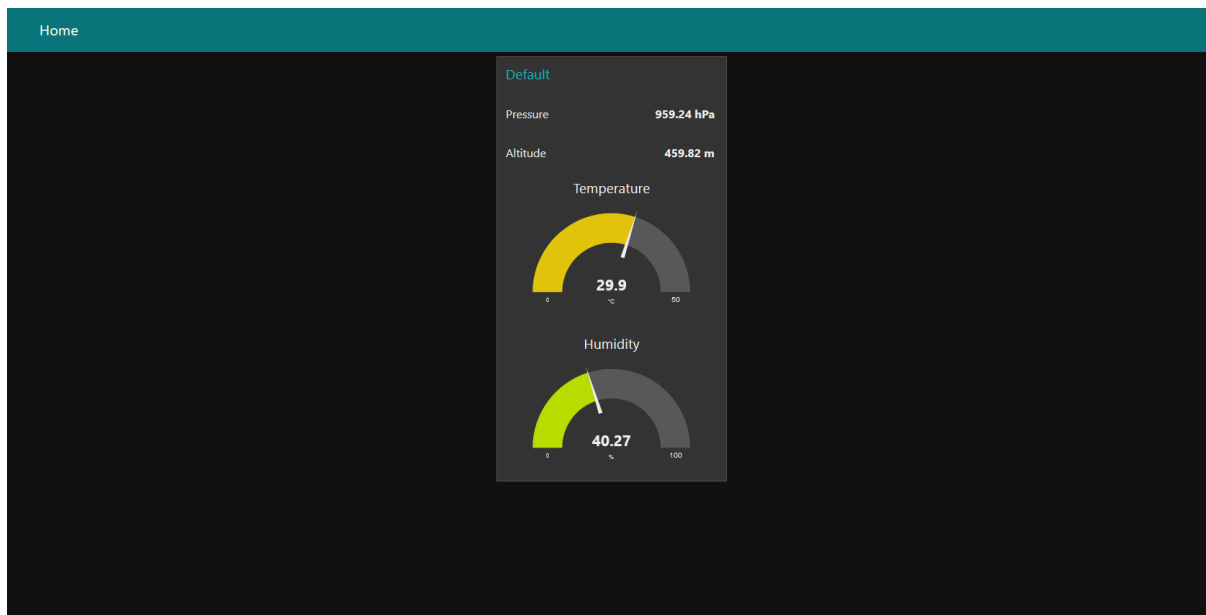 Home
Default
Pressure 959.24 hPa
Altitude 459.82 m
Temperature
29.9
0 °C 50
Humidity
40.27
0 % 100